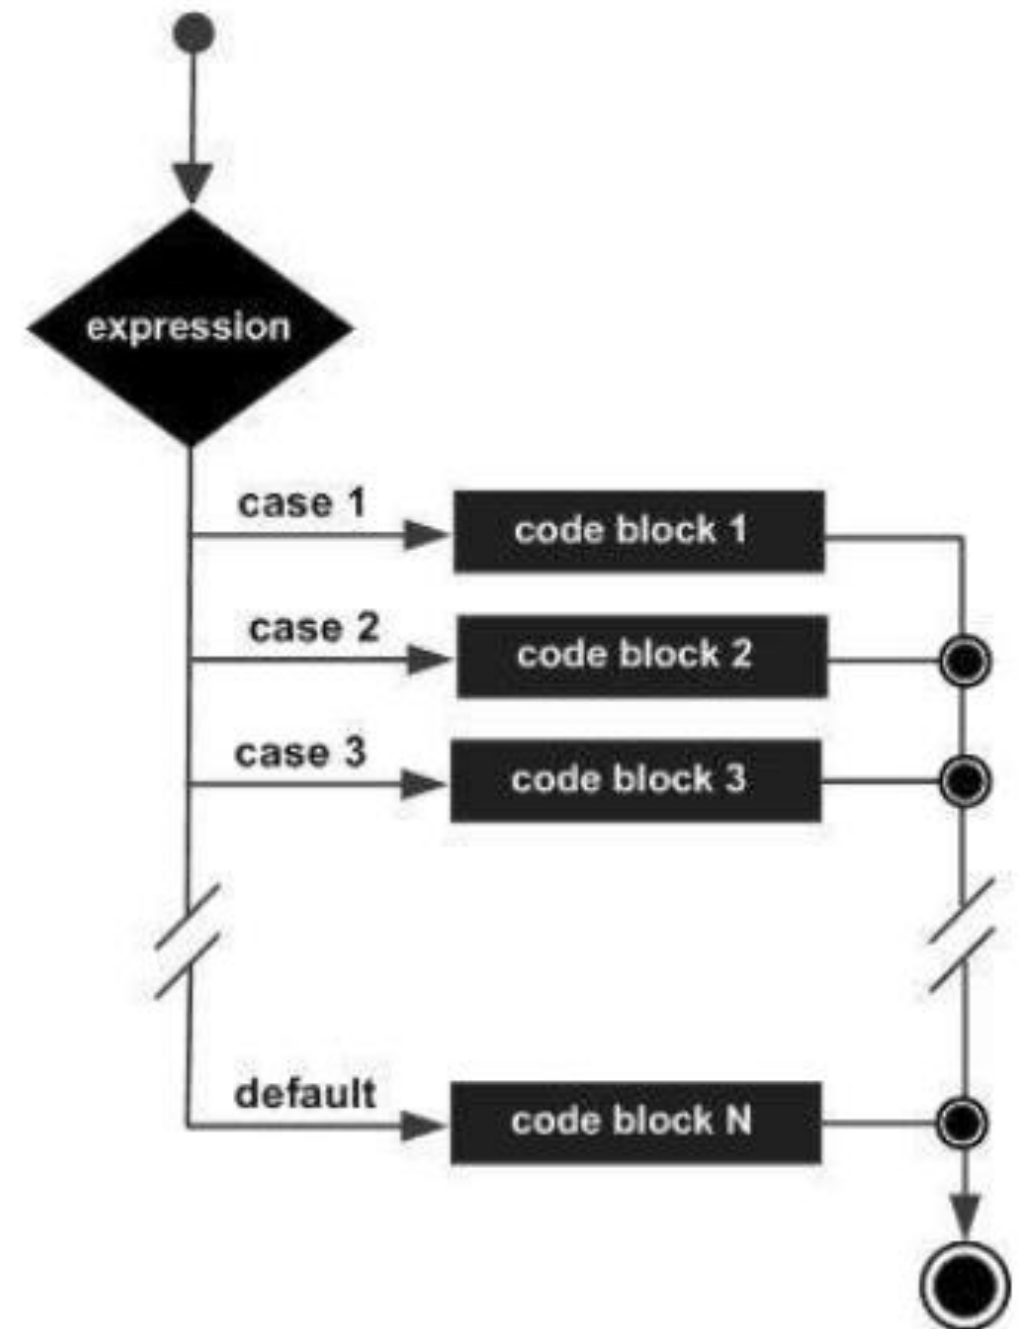 expression
case 1
code block 1
case 2
code block 2
case 3
code block 3
default
code block N